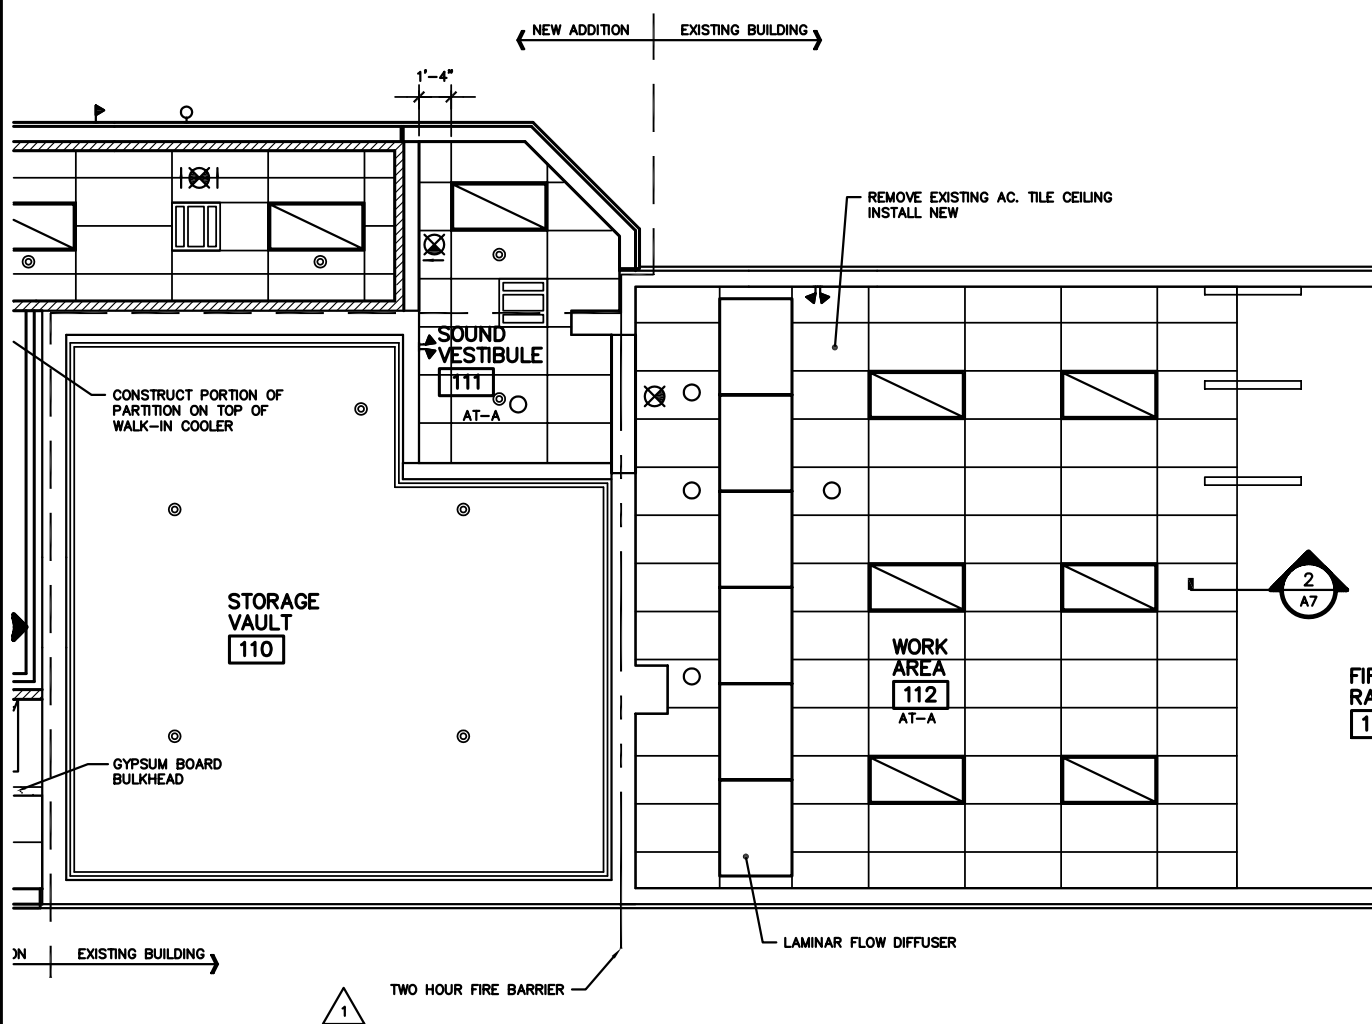 NEW ADDITION
EXISTING BUILDING
1'-4"
REMOVE EXISTING AC. TILE CEILING
INSTALL NEW
SOUND
VESTIBULE
111
AT-A
CONSTRUCT PORTION OF
PARTITION ON TOP OF
WALK-IN COOLER
STORAGE
VAULT
110
2
A7
WORK
AREA
112
AT-A
GYPSUM BOARD
BULKHEAD
LAMINAR FLOW DIFFUSER
EXISTING BUILDING
TWO HOUR FIRE BARRIER
1